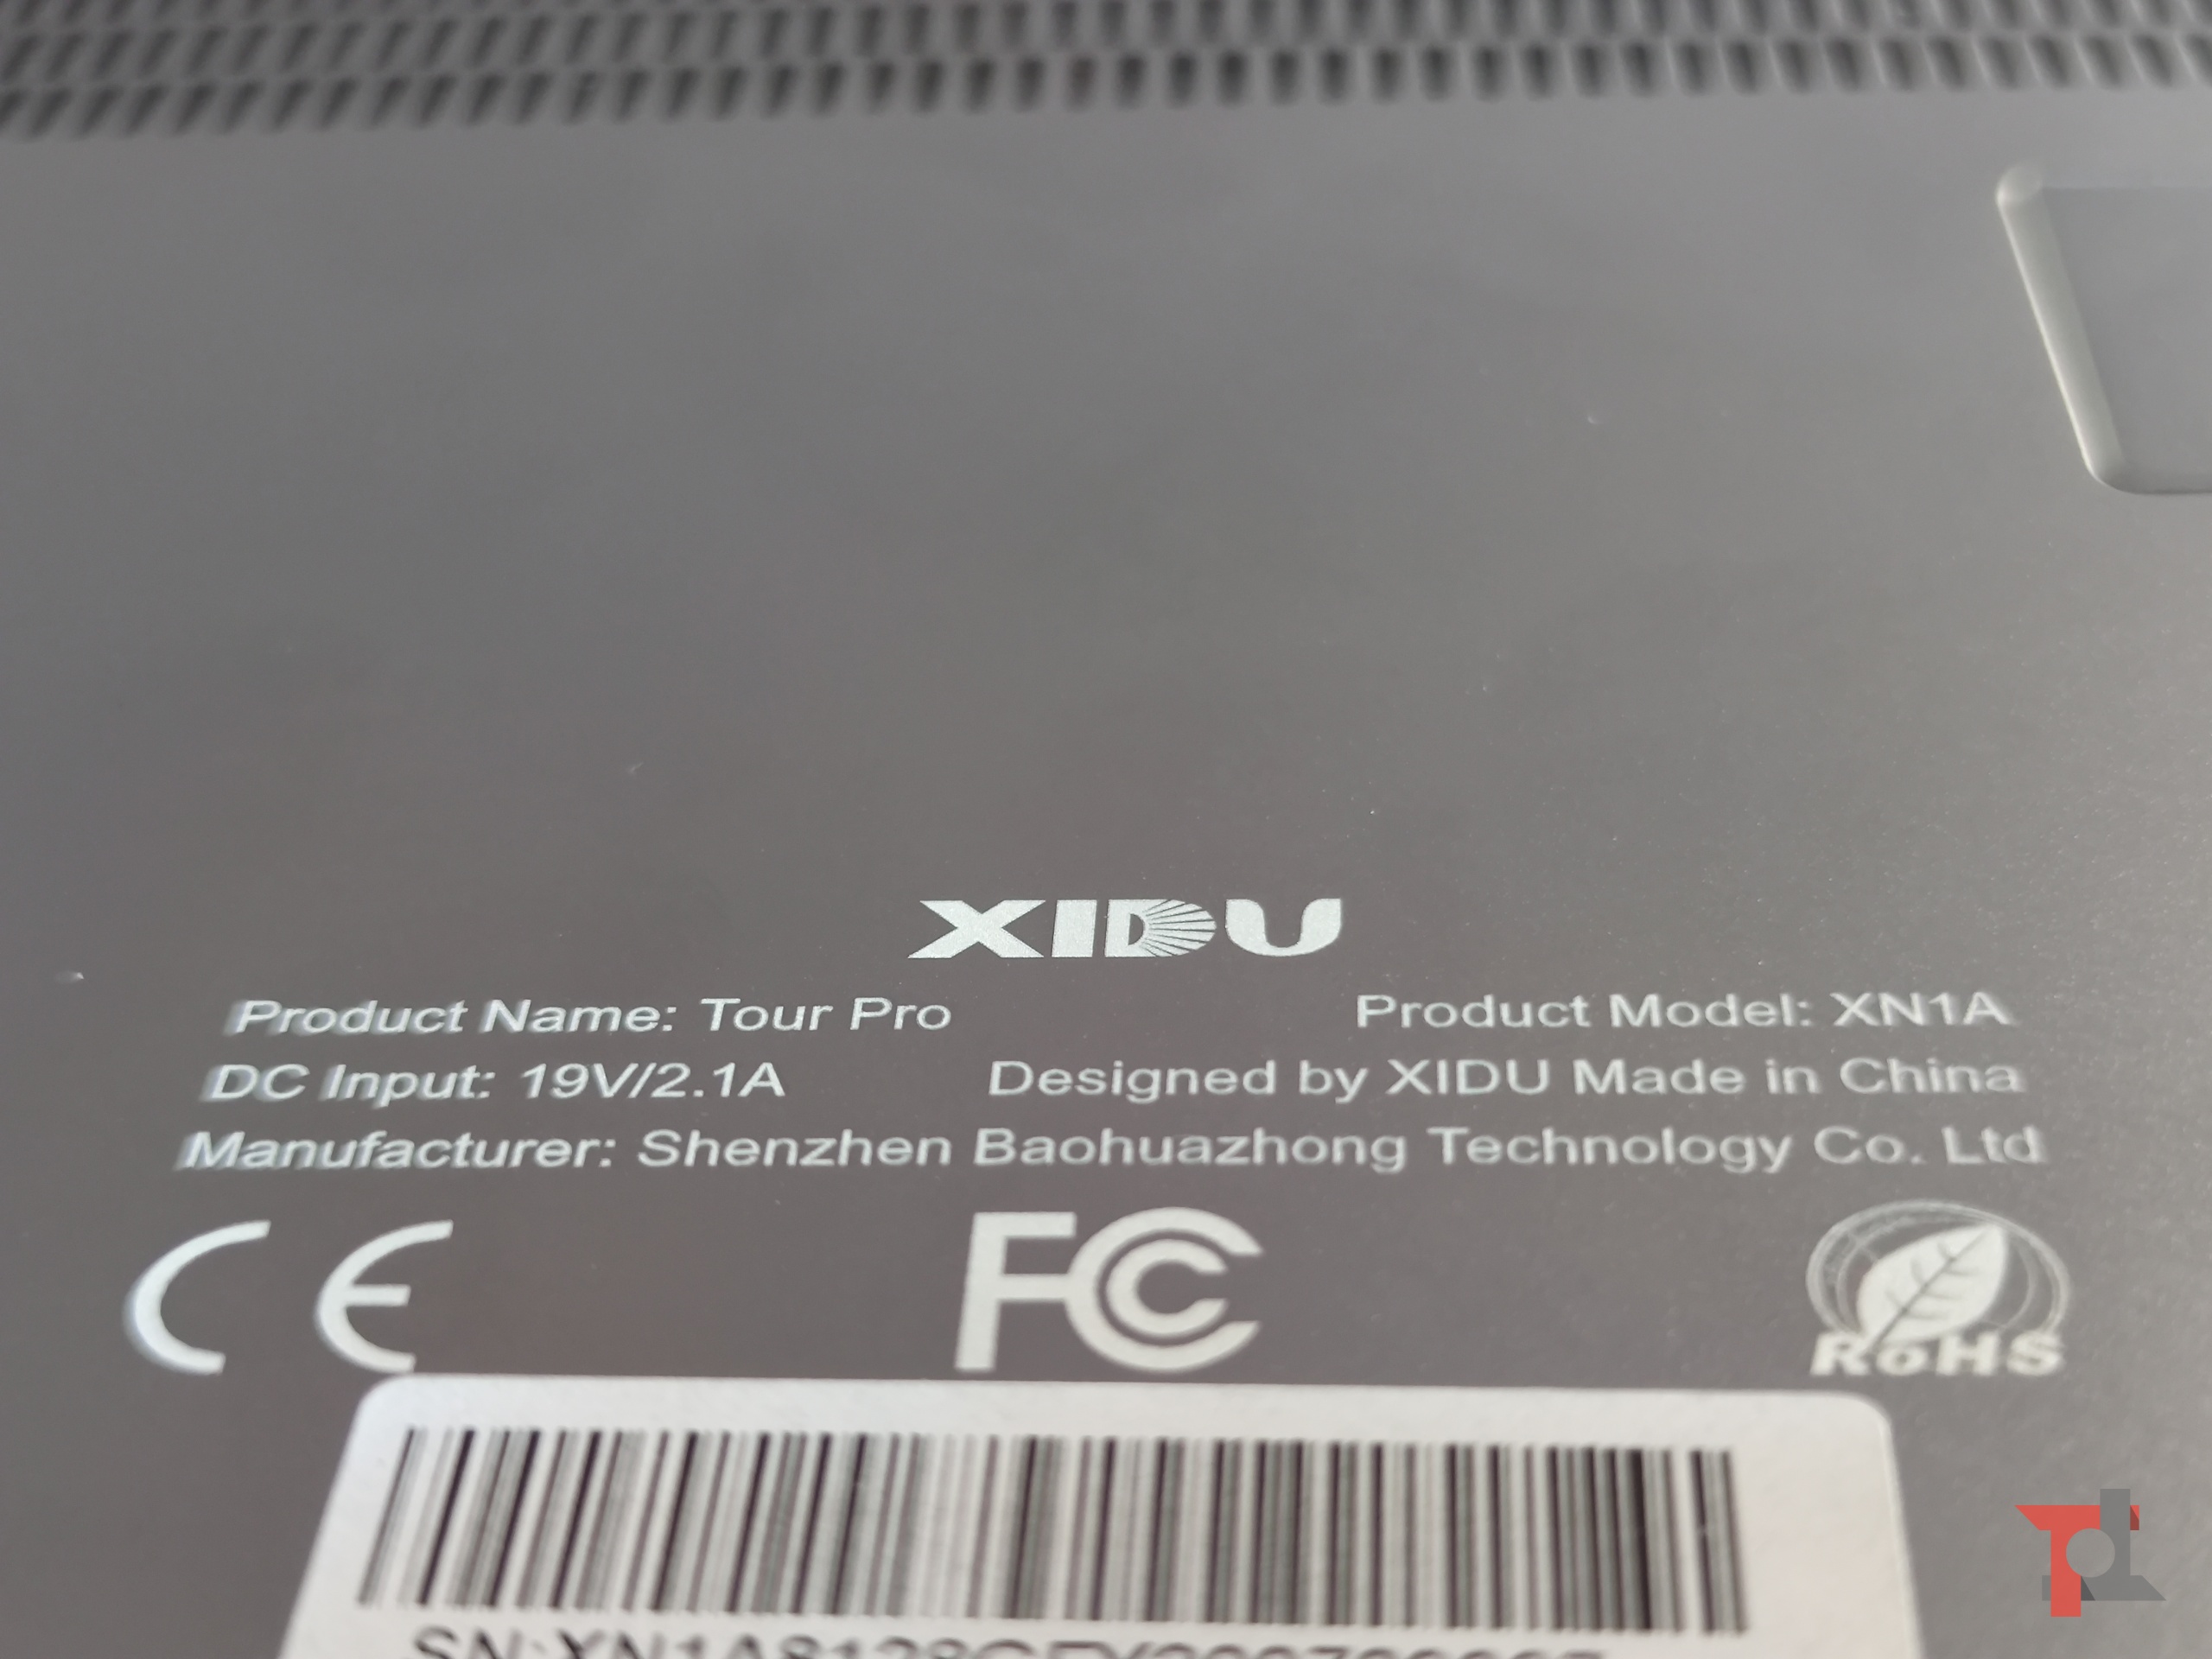 XIDU
Product Name: Tour Pro Product Model: XN1A
DC Input: 19V/2.1A Designed by XIDU Made in China
Manufacturer: Shenzhen Baohuazhong Technology Co. Ltd
CE FC RoHS